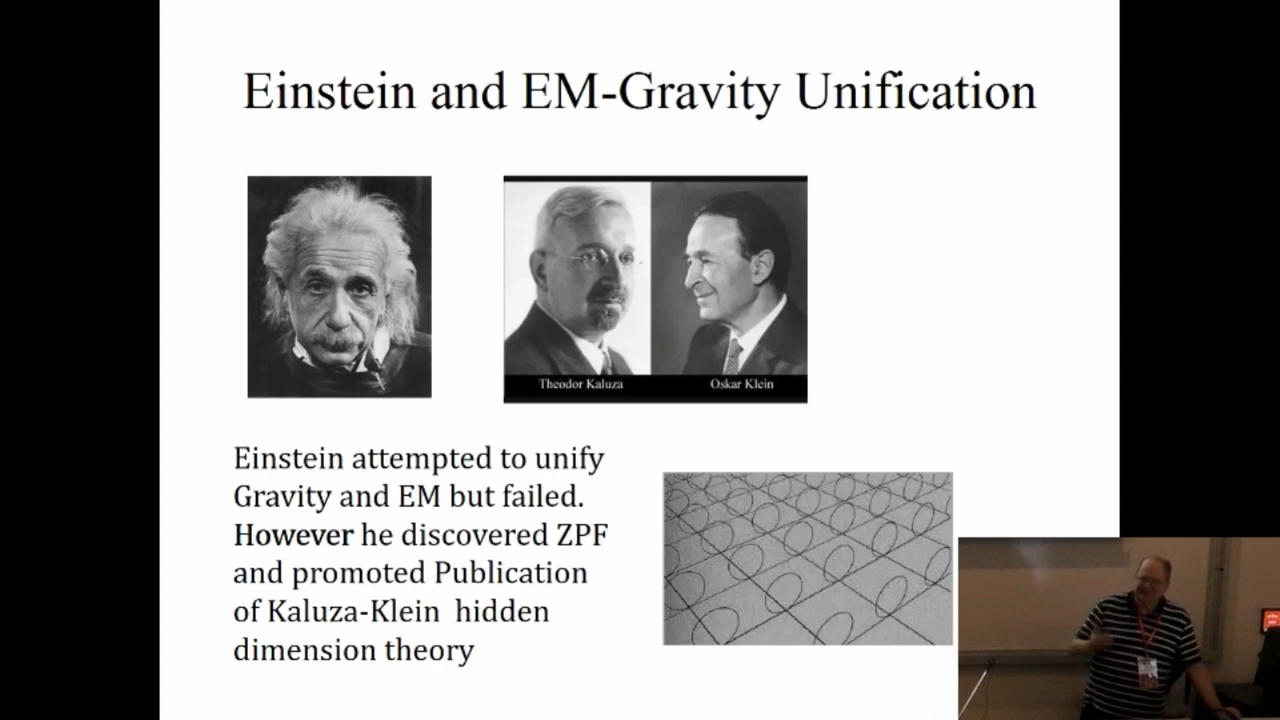 Einstein and EM-Gravity Unification
Theodor Kaluza
Oskar Klein
Einstein attempted to unify
Gravity and EM but failed.
However he discovered ZPF
and promoted Publication
of Kaluza-Klein hidden
dimension theory